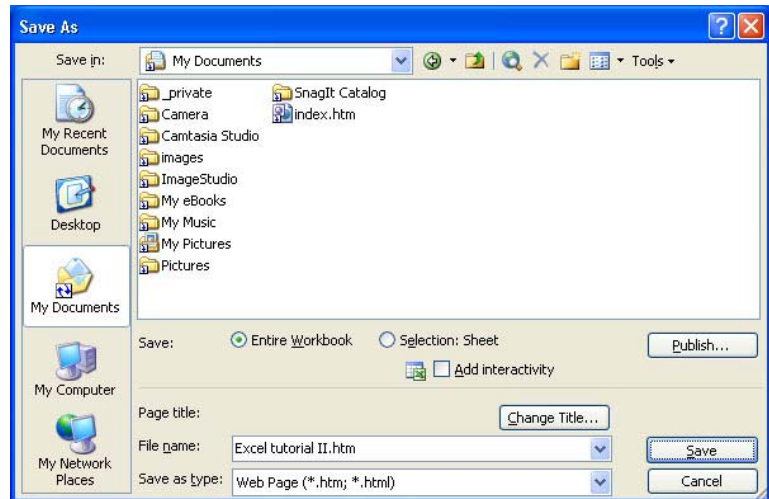 Save As
Save in:
My Documents
Tools
My Recent
Documents
Desktop
My Documents
My Computer
My Network
Places
_private
Camera
Camtasia Studio
images
ImageStudio
My eBooks
My Music
My Pictures
Pictures
SnagIt Catalog
index.htm
Save:
Entire Workbook
Selection: Sheet
Publish...
Add interactivity
Page title:
Change Title...
File name:
Excel tutorial II.htm
Save
Save as type:
Web Page (*.htm; *.html)
Cancel